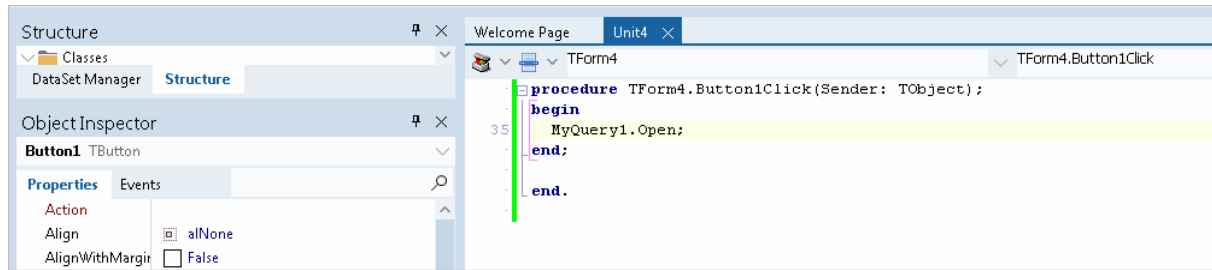 Structure
Classes
DataSet Manager Structure
Object Inspector
Button1 TButton
Properties Events
Action
Align alNone
AlignWithMargin False
Welcome Page Unit4
TForm4 TForm4.Button1Click
procedure TForm4.Button1Click(Sender: TObject);
begin
35 MyQuery1.Open;
end;
end.